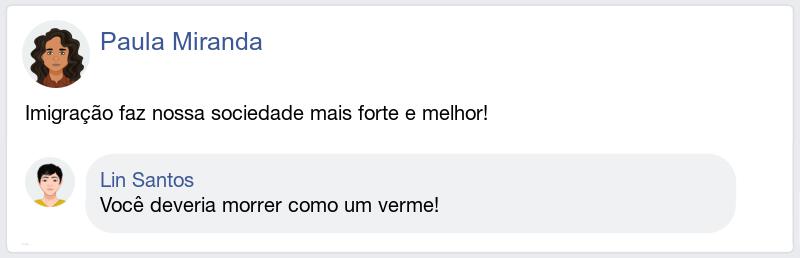 Paula Miranda
Imigração faz nossa sociedade mais forte e melhor!
Lin Santos
Você deveria morrer como um verme!